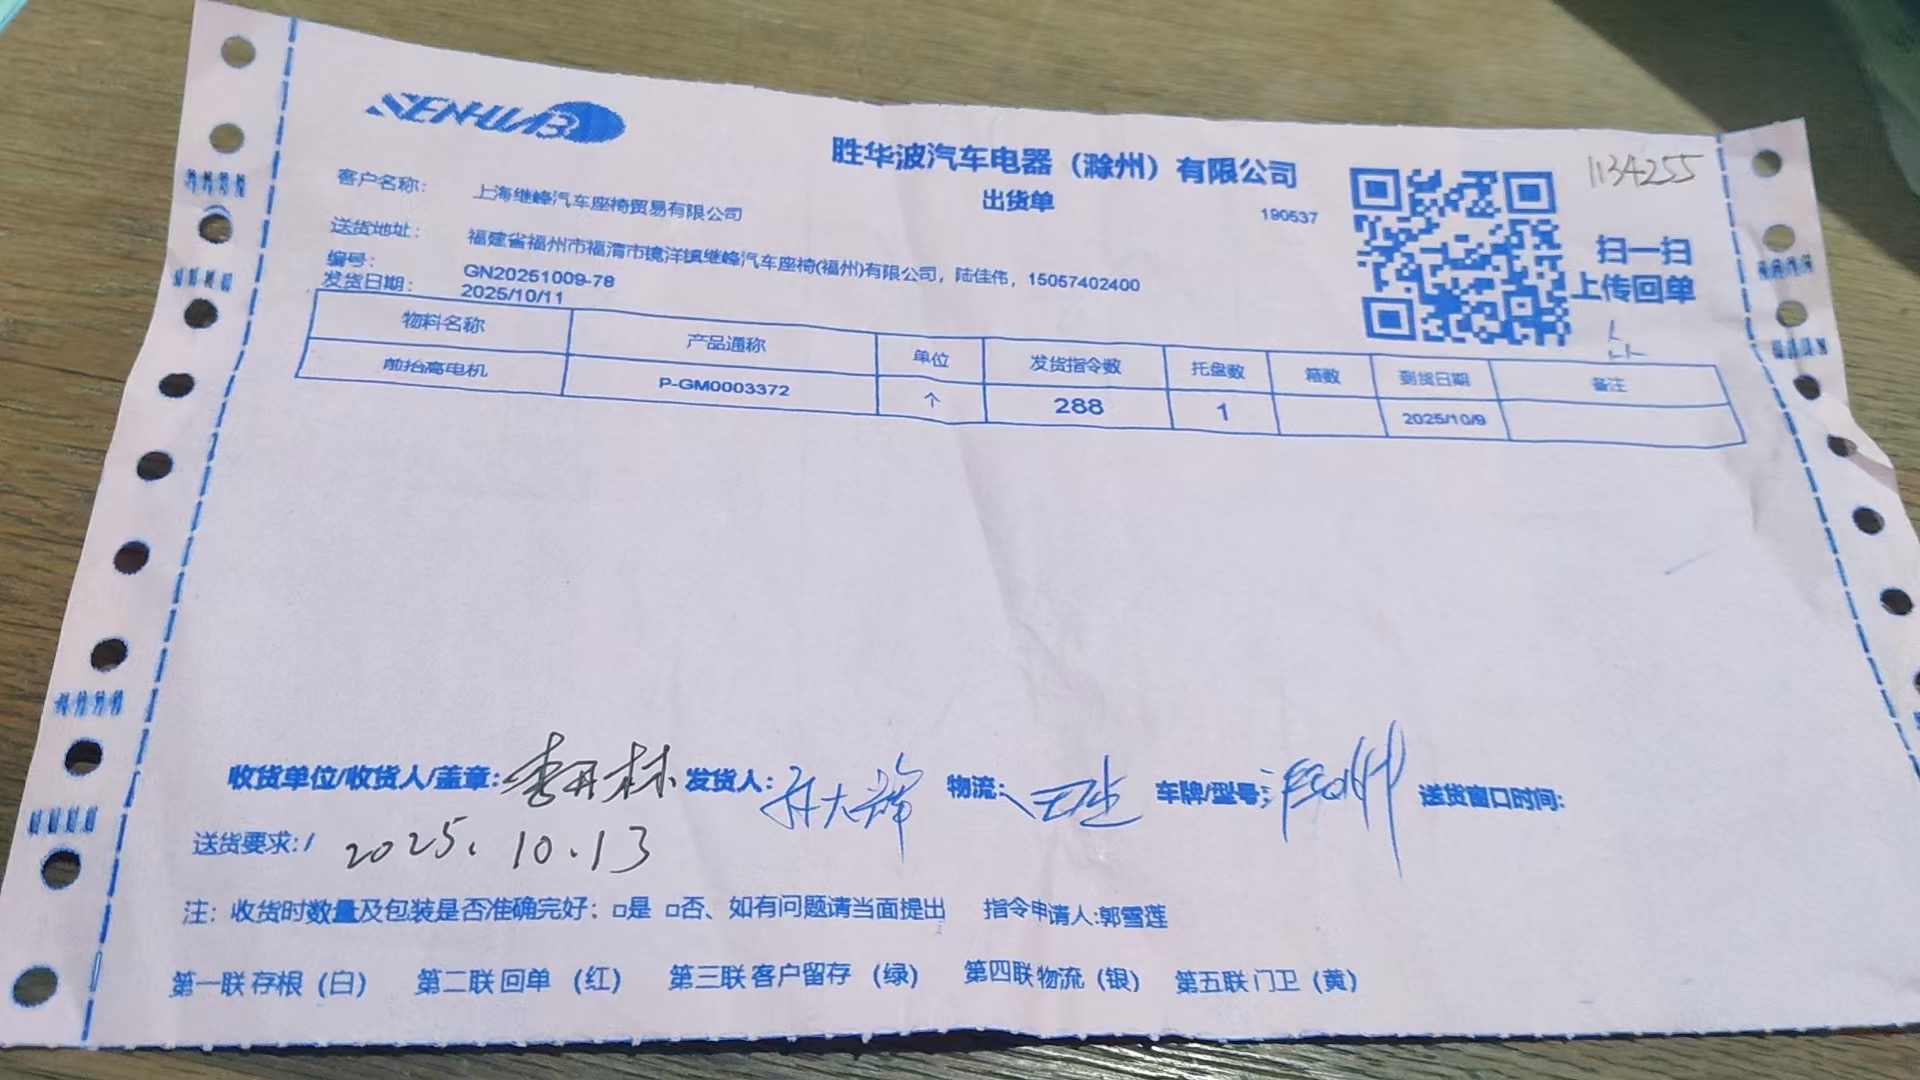 SENHWAB
胜华波汽车电器（滁州）有限公司
1134255
出货单
190537
扫一扫
上传回单
客户名称: 上海继峰汽车座椅贸易有限公司
送货地址: 福建省福州市福清市镜洋镇继峰汽车座椅(福州)有限公司，陆佳伟，15057402400
编号: GN20251009-78
发货日期: 2025/10/11
物料名称 产品通称 单位 发货指令数 托盘数 箱数 到货日期 备注
前抬高电机 P-GM0003372 个 288 1 2025/10/9
收货单位/收货人/盖章: 发货人: 物流: 车牌/型号: 送货窗口时间:
送货要求: / 2025.10.13
注：收货时数量及包装是否准确完好：□是 □否、如有问题请当面提出 指令申请人:郭雪莲
第一联存根（白） 第二联回单（红） 第三联客户留存（绿） 第四联物流（银） 第五联门卫（黄）